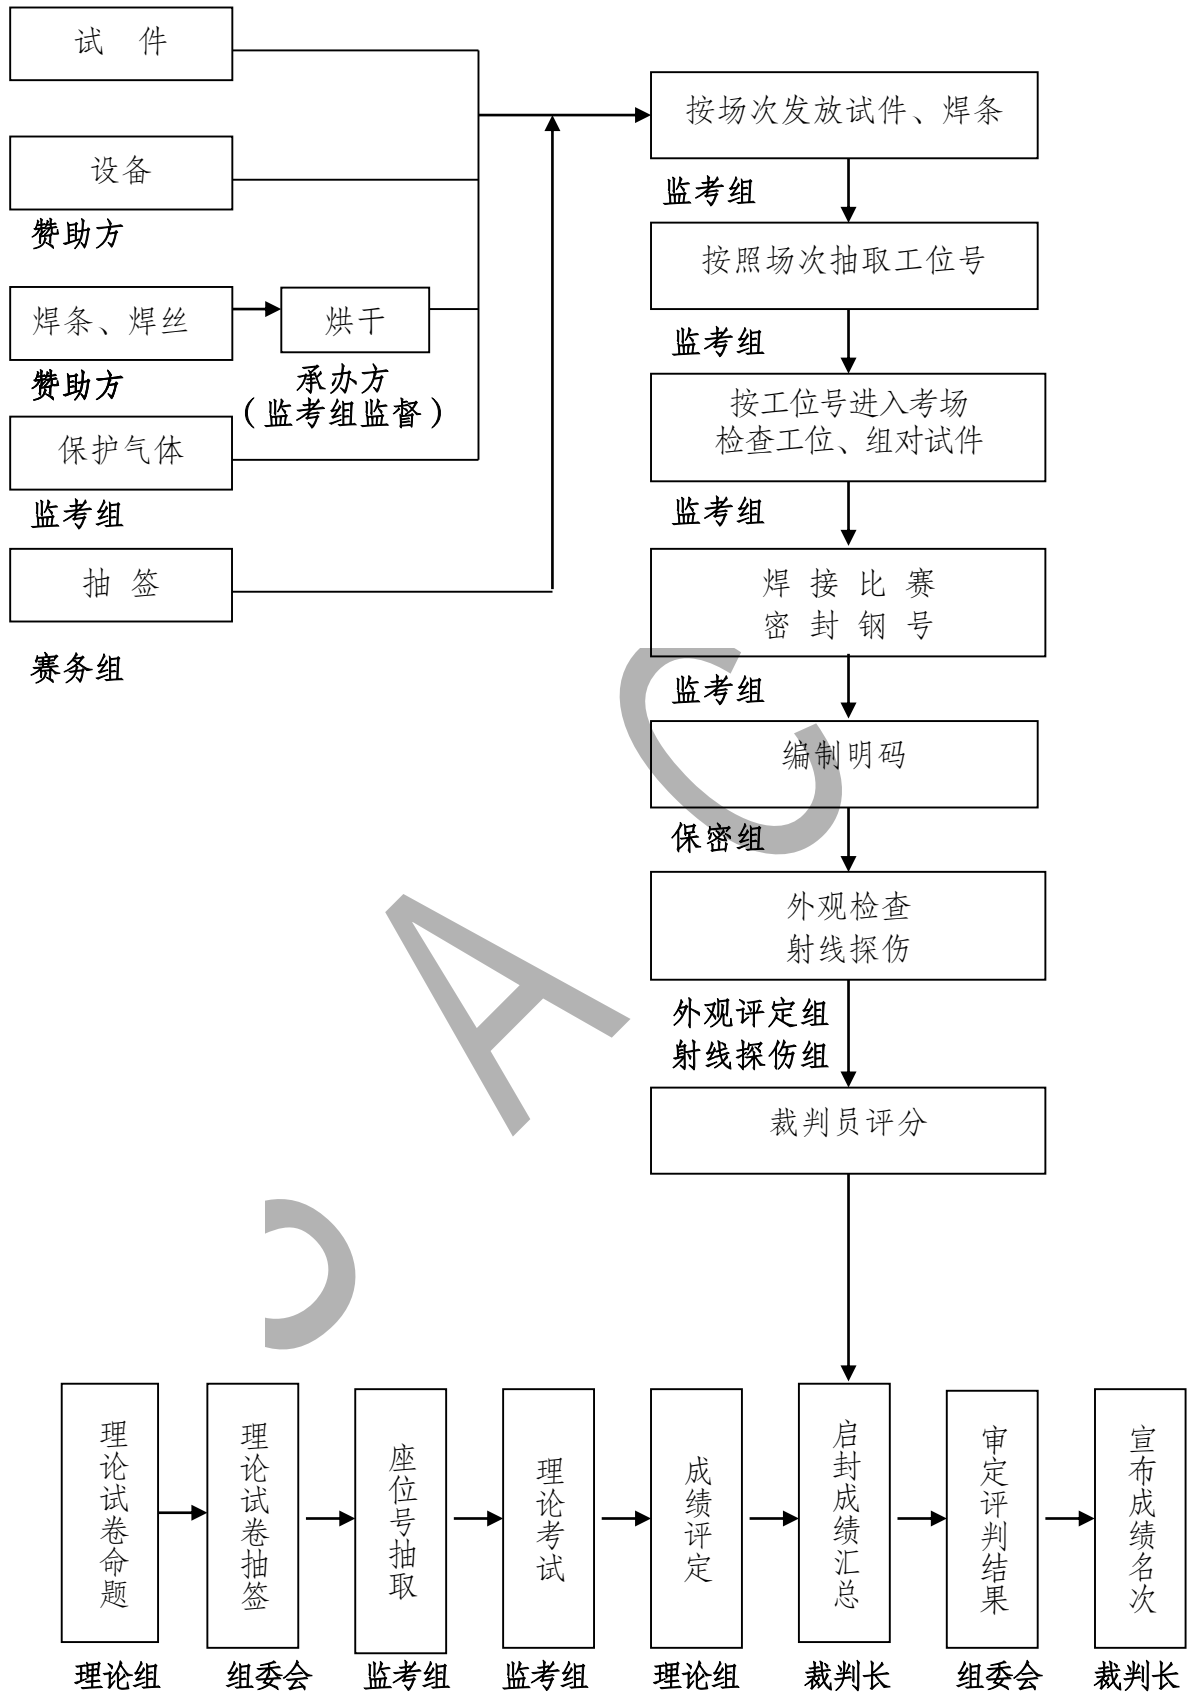 试 件
设备
赞助方
焊条、焊丝
赞助方
烘干
承办方
（监考组监督）
保护气体
监考组
抽 签
赛务组
按场次发放试件、焊条
监考组
按照场次抽取工位号
监考组
按工位号进入考场
检查工位、组对试件
监考组
焊 接 比 赛
密 封 钢 号
监考组
编制明码
保密组
外观检查
射线探伤
外观评定组
射线探伤组
裁判员评分
理论试卷命题
理论组
理论试卷抽签
组委会
座位号抽取
监考组
理论考试
监考组
成绩评定
理论组
启封成绩汇总
裁判长
审定评判结果
组委会
宣布成绩名次
裁判长